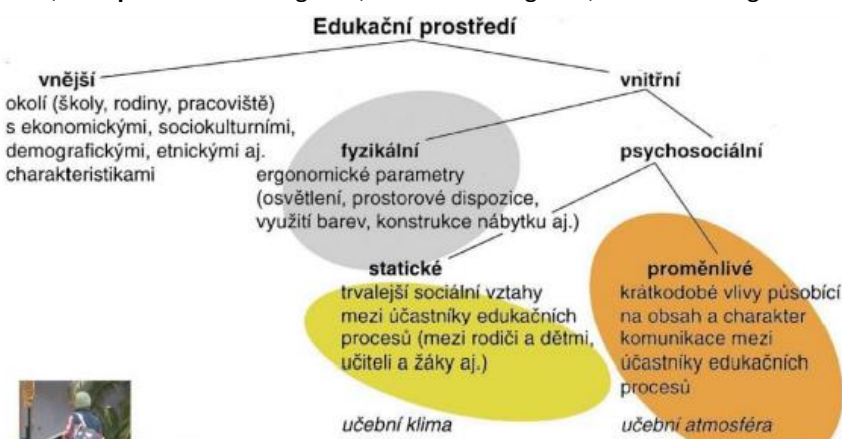 Edukační prostředí
vnější
okolí (školy, rodiny, pracoviště)
s ekonomickými, sociokulturními,
demografickými, etnickými aj.
charakteristikami
vnitřní
fyzikální
ergonomické parametry
(osvětlení, prostorové dispozice,
využití barev, konstrukce nábytku aj.)
psychosociální
statické
trvalejší sociální vztahy
mezi účastníky edukačních
procesů (mezi rodiči a dětmi,
učiteli a žáky aj.)
učební klima
proměnlivé
krátkodobé vlivy působící
na obsah a charakter
komunikace mezi
účastníky edukačních
procesů
učební atmosféra